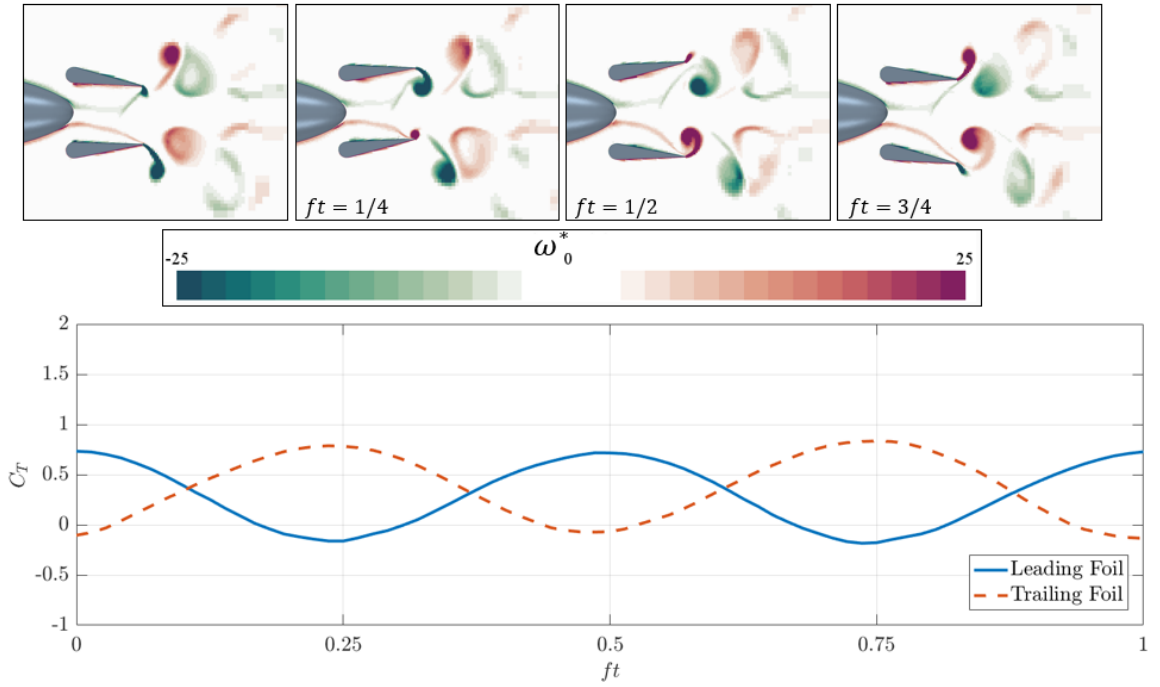 ft = 1/4
ft = 1/2
ft = 3/4
ω*0
-25
25
2
1.5
1
0.5
0
-0.5
-1
C_T
0
0.25
0.5
0.75
1
ft
Leading Foil
Trailing Foil